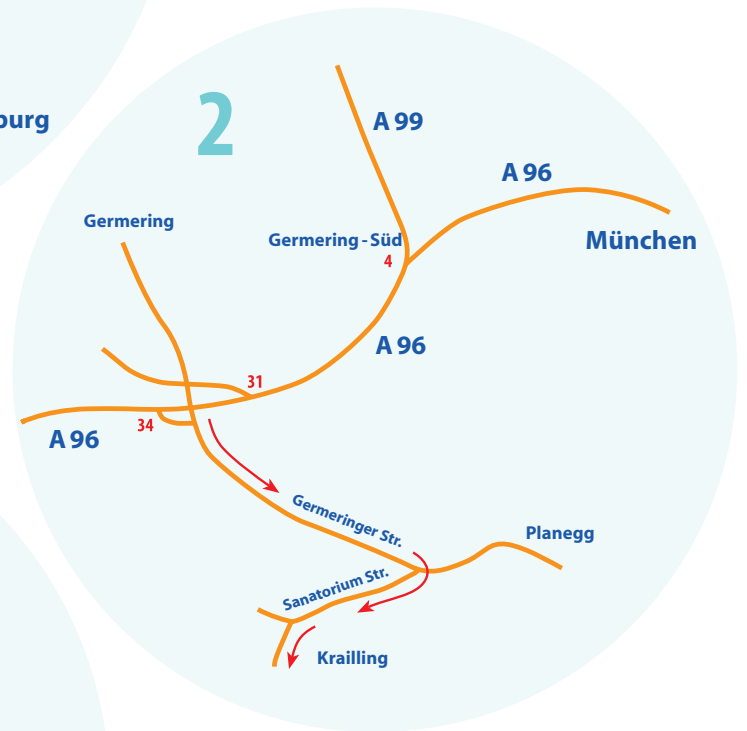 burg
2
A 99
A 96
Germering
Germering - Süd
4
München
A 96
31
34
A 96
Germeringer Str.
Planegg
Sanatorium Str.
Krailling